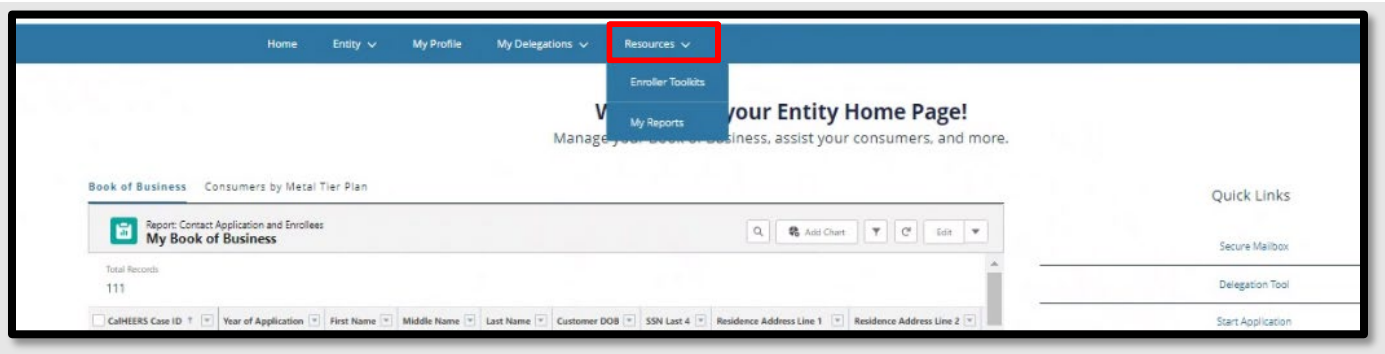 Home Entity My Profile My Delegations Resources
Enroller Toolkits
My Reports
your Entity Home Page!
Manage your Book of Business, assist your consumers, and more.
Book of Business Consumers by Metal Tier Plan
Report: Contact Application and Enrollees
My Book of Business
Add Chart
Edit
Total Records
111
CalHEERS Case ID Year of Application First Name Middle Name Last Name Customer DOB SSN Last 4 Residence Address Line 1 Residence Address Line 2
Quick Links
Secure Mailbox
Delegation Tool
Start Application